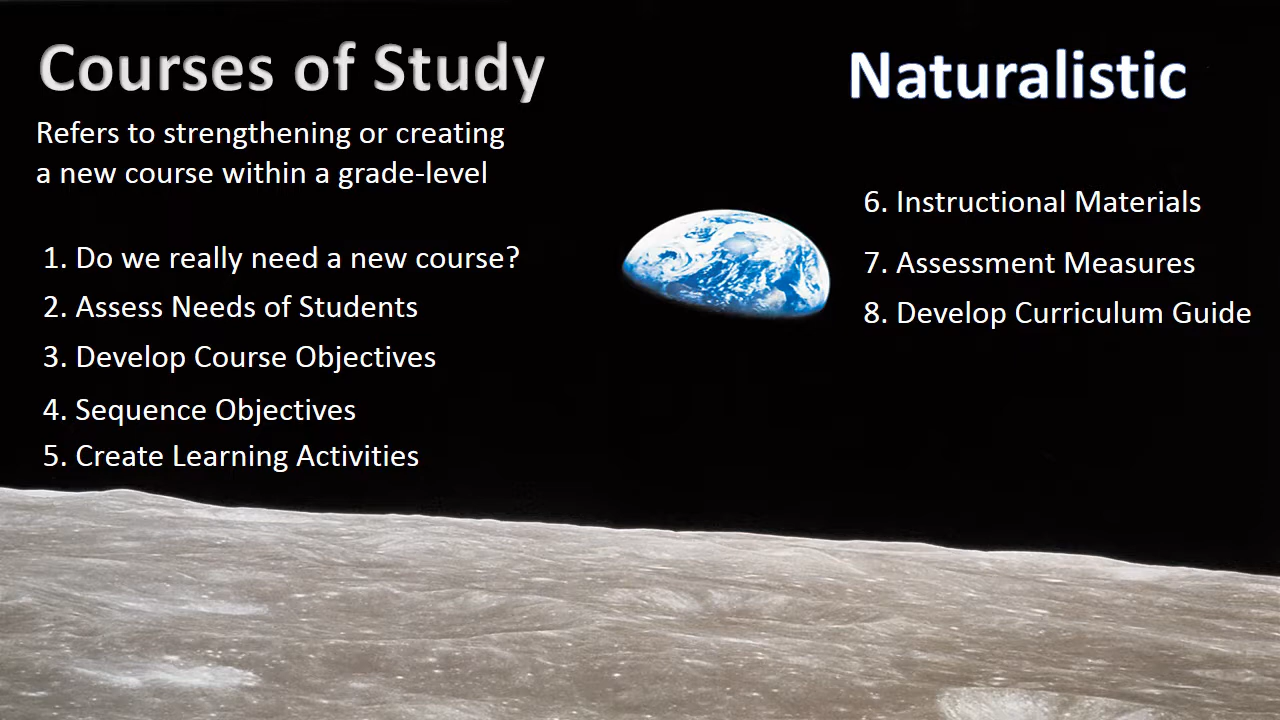 Courses of Study
Refers to strengthening or creating
a new course within a grade-level
1. Do we really need a new course?
2. Assess Needs of Students
3. Develop Course Objectives
4. Sequence Objectives
5. Create Learning Activities
Naturalistic
6. Instructional Materials
7. Assessment Measures
8. Develop Curriculum Guide